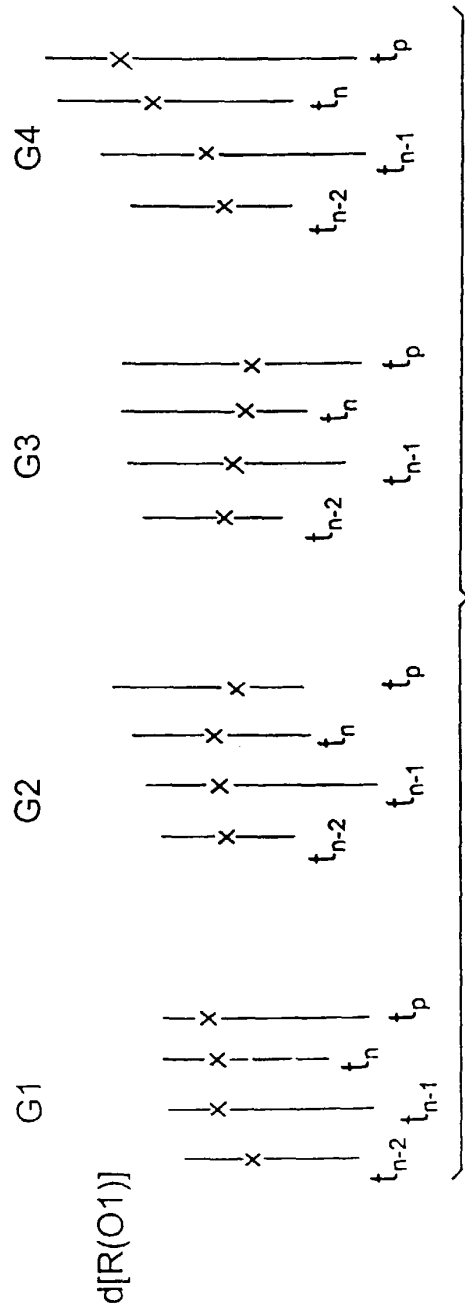 G1 G2 G3 G4
d[R(O1)]
t_{n-2} t_{n-1} t_n t_p t_{n-2} t_{n-1} t_n t_p t_{n-2} t_{n-1} t_n t_p t_{n-2} t_{n-1} t_n t_p